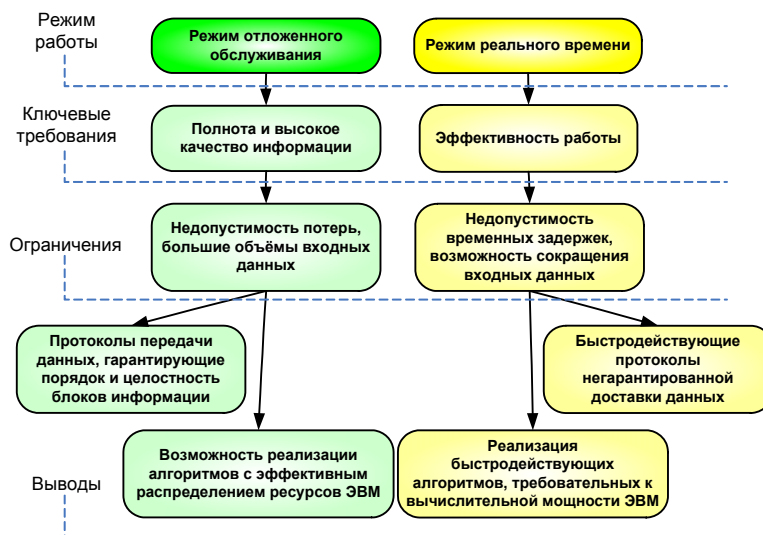 Режим
работы
Режим отложенного
обслуживания
Режим реального времени
Ключевые
требования
Полнота и высокое
качество информации
Эффективность работы
Ограничения
Недопустимость потерь,
большие объёмы входных
данных
Недопустимость
временных задержек,
возможность сокращения
входных данных
Протоколы передачи
данных, гарантирующие
порядок и целостность
блоков информации
Быстродействующие
протоколы
негарантированной
доставки данных
Выводы
Возможность реализации
алгоритмов с эффективным
распределением ресурсов ЭВМ
Реализация
быстродействующих
алгоритмов, требовательных к
вычислительной мощности ЭВМ